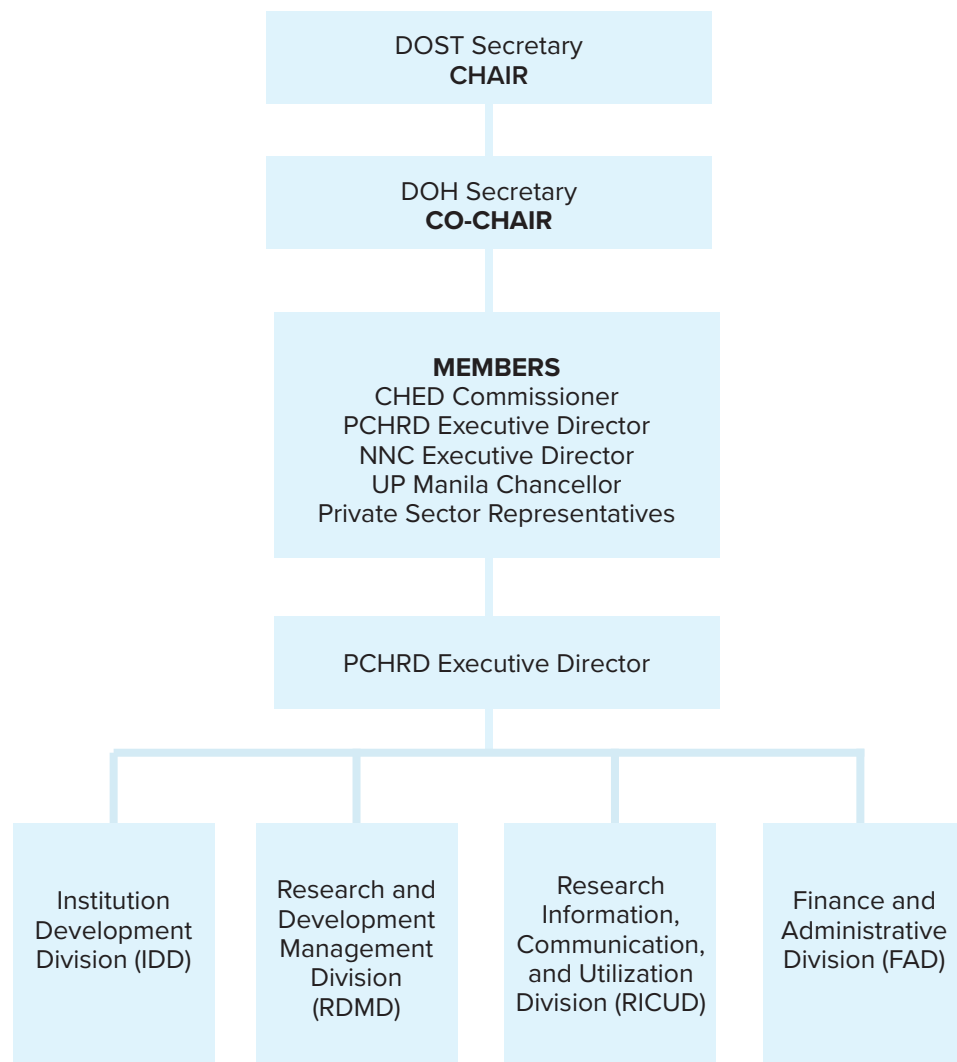 DOST Secretary
CHAIR
DOH Secretary
CO-CHAIR
MEMBERS
CHED Commissioner
PCHRD Executive Director
NNC Executive Director
UP Manila Chancellor
Private Sector Representatives
PCHRD Executive Director
Institution
Development
Division (IDD)
Research and
Development
Management
Division
(RDMD)
Research
Information,
Communication,
and Utilization
Division (RICUD)
Finance and
Administrative
Division (FAD)